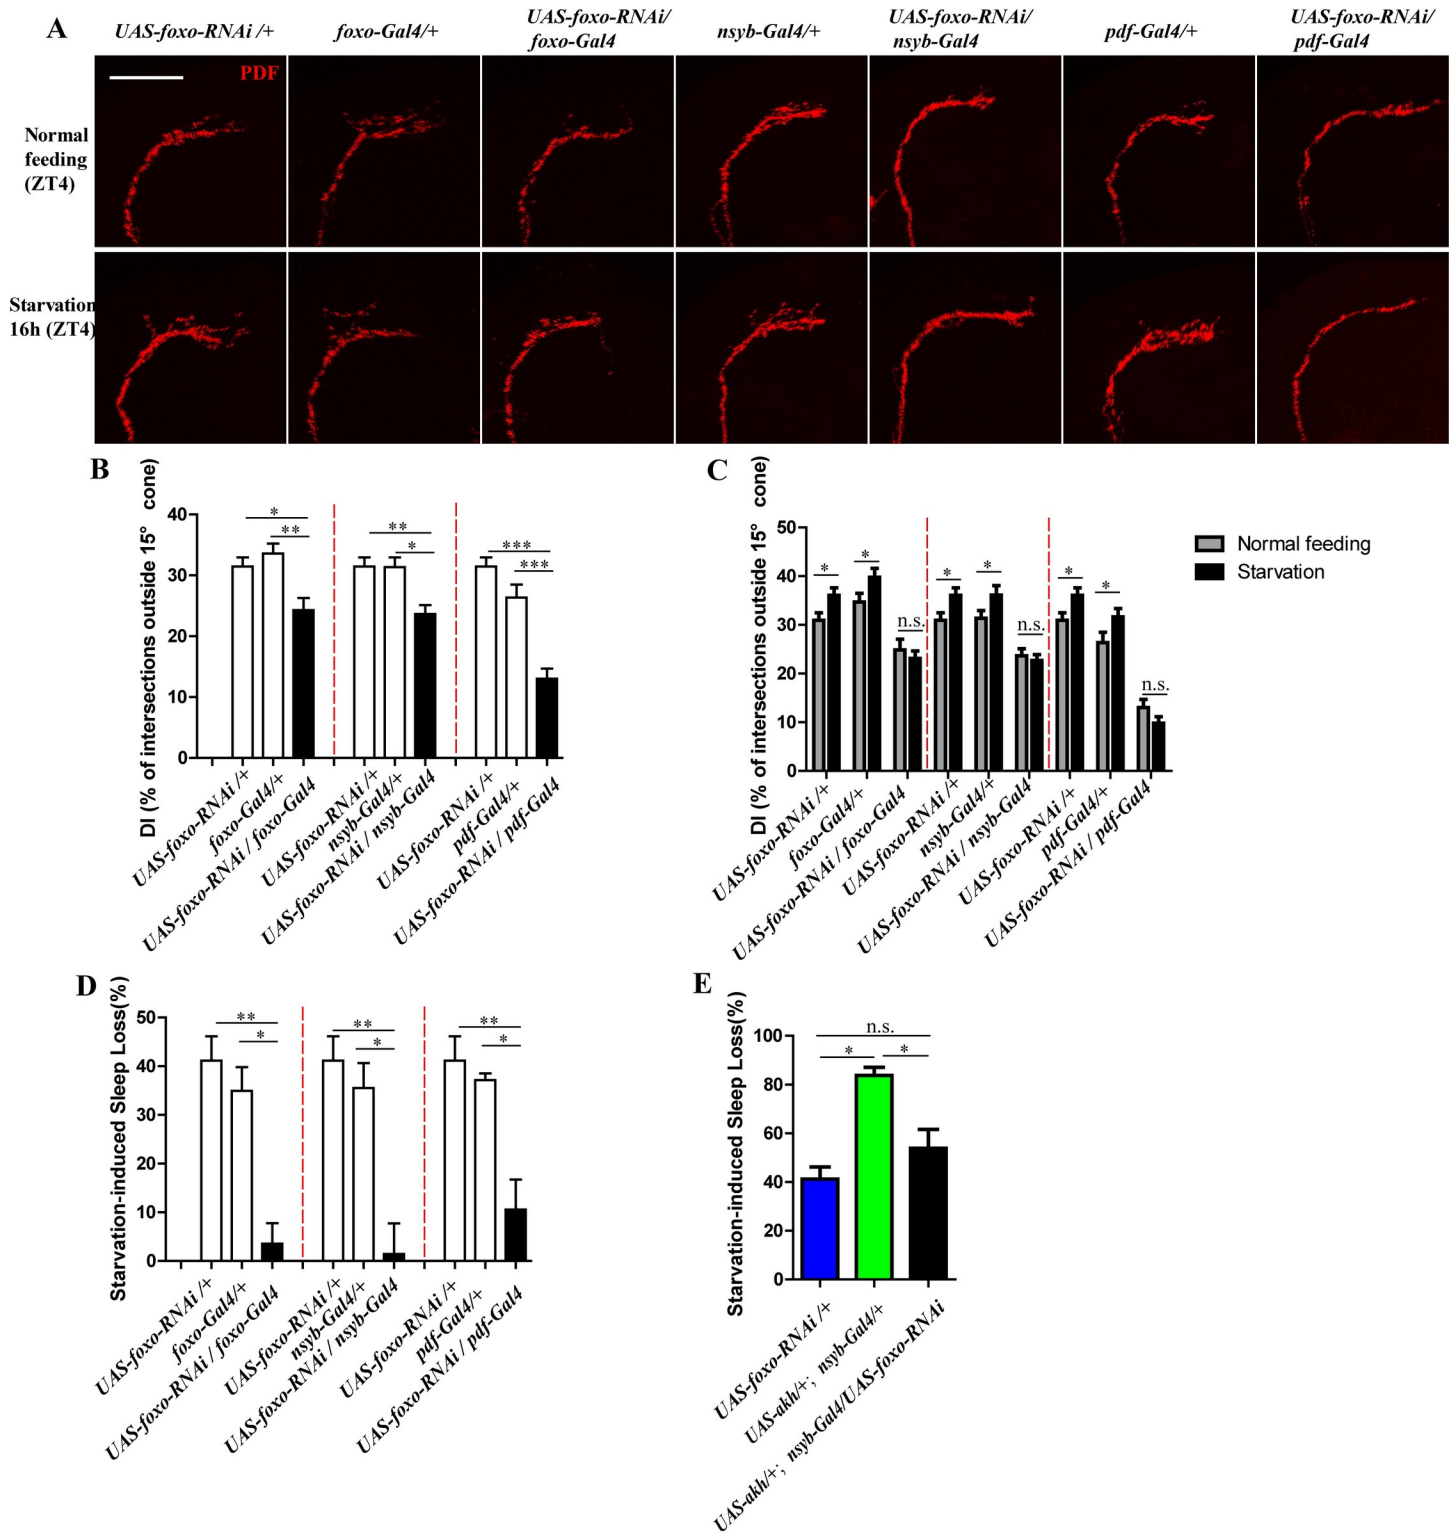 A
UAS-foxo-RNAi /+
foxo-Gal4/+
UAS-foxo-RNAi/
foxo-Gal4
nsyb-Gal4/+
UAS-foxo-RNAi/
nsyb-Gal4
pdf-Gal4/+
UAS-foxo-RNAi/
pdf-Gal4
PDF
Normal
feeding
(ZT4)
Starvation
16h (ZT4)
B
DI (% of intersections outside 15° cone)
40
30
20
10
0
*
**
**
*
***
***
UAS-foxo-RNAi /+
foxo-Gal4/+
UAS-foxo-RNAi / foxo-Gal4
UAS-foxo-RNAi /+
nsyb-Gal4/+
UAS-foxo-RNAi / nsyb-Gal4
UAS-foxo-RNAi /+
pdf-Gal4/+
UAS-foxo-RNAi / pdf-Gal4
C
DI (% of intersections outside 15° cone)
50
40
30
20
10
0
*
*
n.s.
*
*
n.s.
*
*
n.s.
Normal feeding
Starvation
UAS-foxo-RNAi /+
foxo-Gal4/+
UAS-foxo-RNAi / foxo-Gal4
UAS-foxo-RNAi /+
nsyb-Gal4/+
UAS-foxo-RNAi / nsyb-Gal4
UAS-foxo-RNAi /+
pdf-Gal4/+
UAS-foxo-RNAi / pdf-Gal4
D
Starvation-induced Sleep Loss(%)
50
40
30
20
10
0
**
*
**
*
**
*
UAS-foxo-RNAi /+
foxo-Gal4/+
UAS-foxo-RNAi / foxo-Gal4
UAS-foxo-RNAi /+
nsyb-Gal4/+
UAS-foxo-RNAi / nsyb-Gal4
UAS-foxo-RNAi /+
pdf-Gal4/+
UAS-foxo-RNAi / pdf-Gal4
E
Starvation-induced Sleep Loss(%)
100
80
60
40
20
0
n.s.
*
*
UAS-foxo-RNAi /+
UAS-akh/+; nsyb-Gal4/+
UAS-akh/+; nsyb-Gal4/UAS-foxo-RNAi